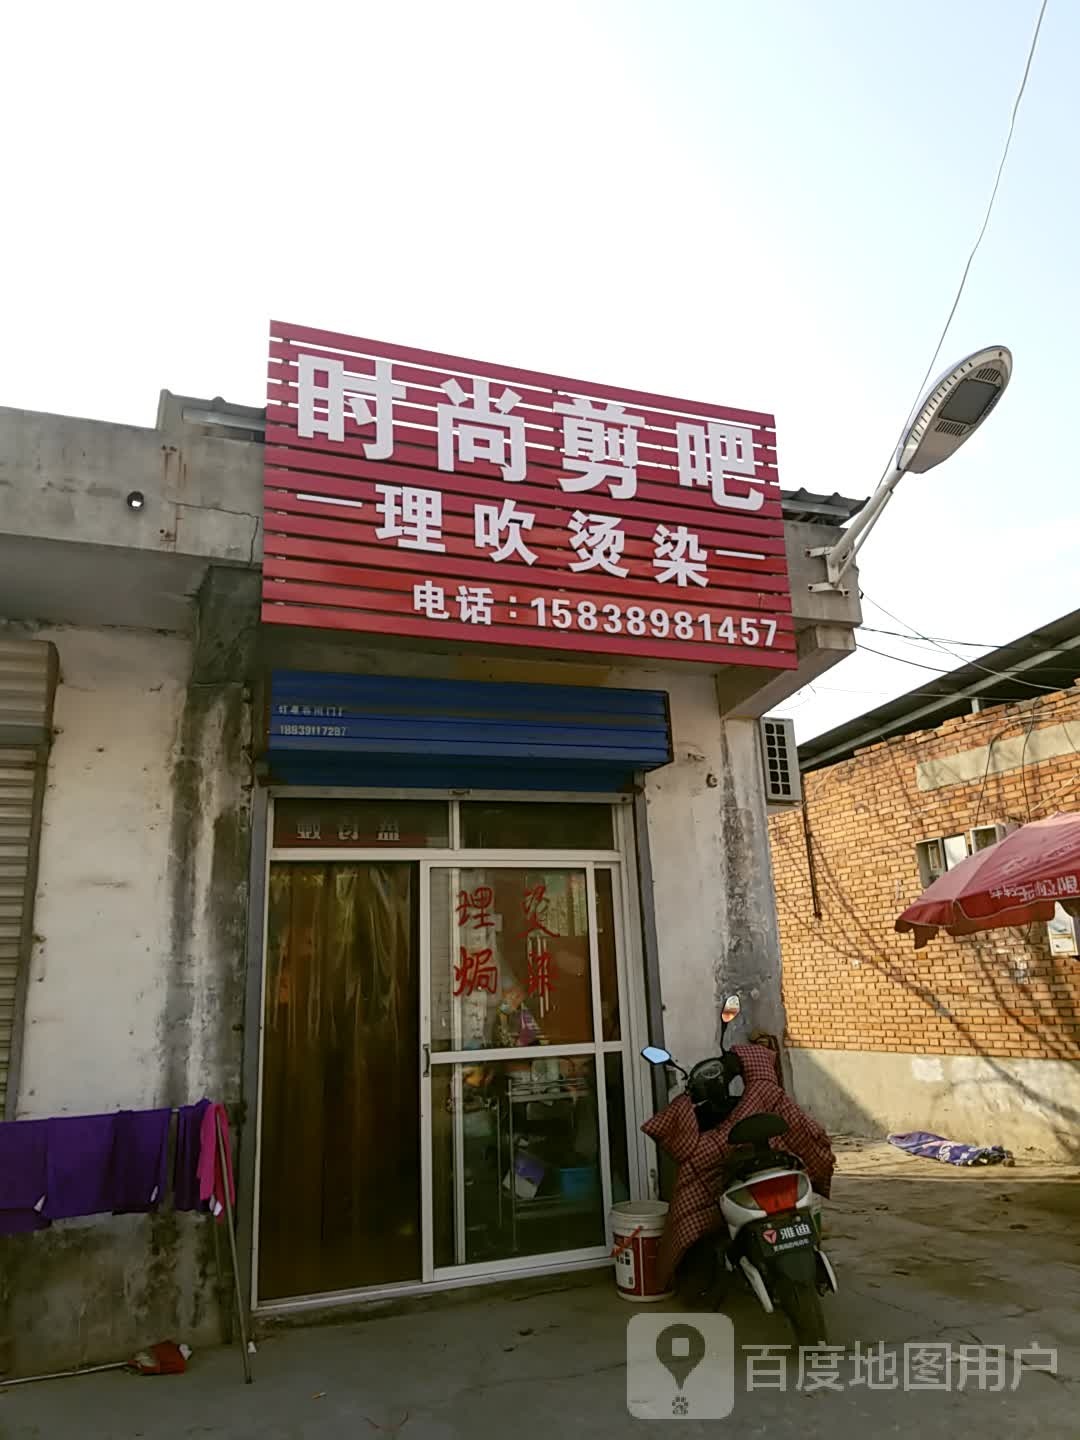 时尚剪吧
理吹烫染
电话：15838981457
18839117287
理 烫
焗 染
雅迪
百度地图用户